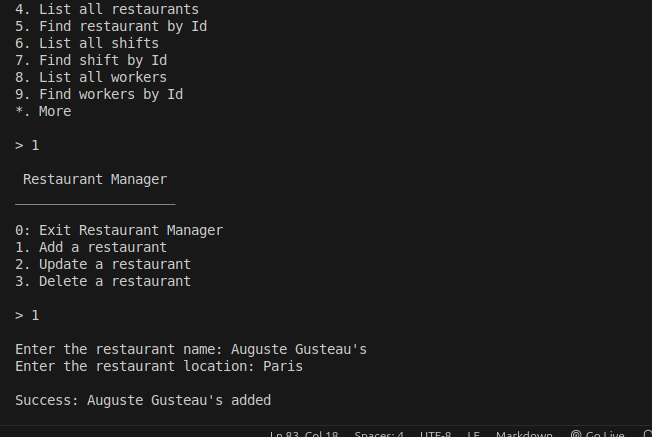 4. List all restaurants
5. Find restaurant by Id
6. List all shifts
7. Find shift by Id
8. List all workers
9. Find workers by Id
*. More
> 1
Restaurant Manager
____________________
0: Exit Restaurant Manager
1. Add a restaurant
2. Update a restaurant
3. Delete a restaurant
> 1
Enter the restaurant name: Auguste Gusteau's
Enter the restaurant location: Paris
Success: Auguste Gusteau's added
Ln 83, Col 18 Spaces: 4 UTF-8 LF Markdown Go Live